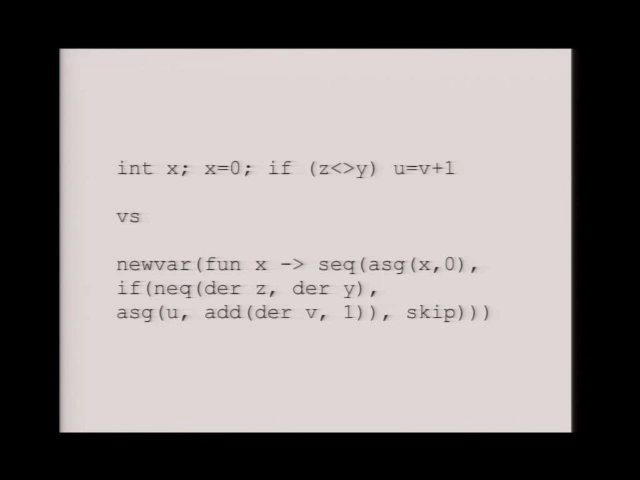 int x; x=0; if (z<>y) u=v+1
vs
newvar(fun x -> seq(asg(x,0),
if(neq(der z, der y),
asg(u, add(der v, 1)), skip)))